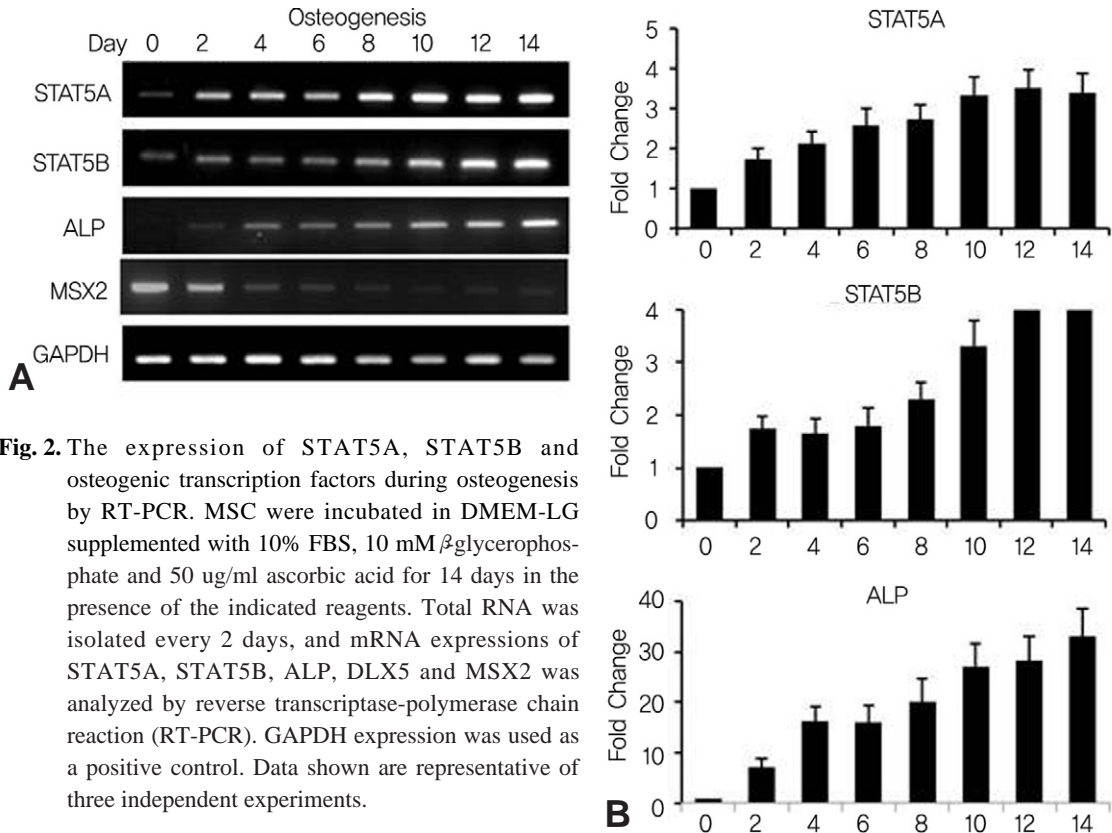 Osteogenesis
Day 0 2 4 6 8 10 12 14
STAT5A
STAT5B
ALP
MSX2
GAPDH
A
Fig. 2. The expression of STAT5A, STAT5B and
osteogenic transcription factors during osteogenesis
by RT-PCR. MSC were incubated in DMEM-LG
supplemented with 10% FBS, 10 mM β-glycerophos-
phate and 50 ug/ml ascorbic acid for 14 days in the
presence of the indicated reagents. Total RNA was
isolated every 2 days, and mRNA expressions of
STAT5A, STAT5B, ALP, DLX5 and MSX2 was
analyzed by reverse transcriptase-polymerase chain
reaction (RT-PCR). GAPDH expression was used as
a positive control. Data shown are representative of
three independent experiments.
STAT5A
Fold Change
5
4
3
2
1
0
0 2 4 6 8 10 12 14
STAT5B
Fold Change
4
3
2
1
0
0 2 4 6 8 10 12 14
ALP
Fold Change
40
30
20
10
0
0 2 4 6 8 10 12 14
B